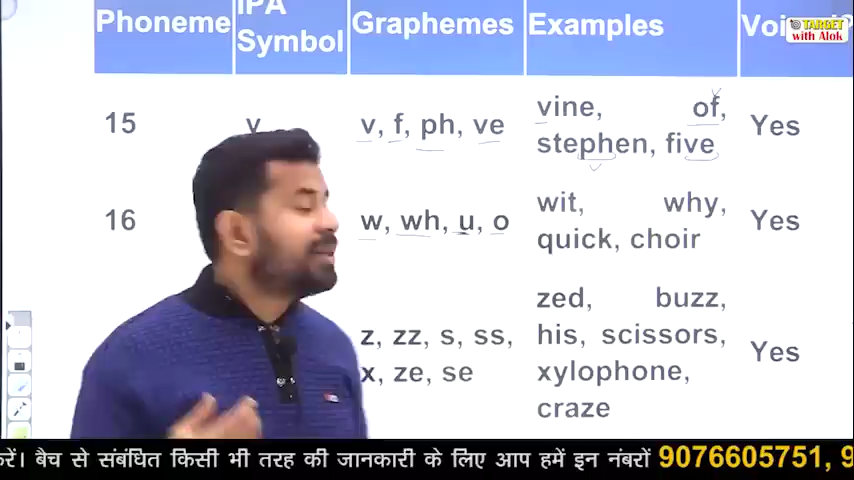 Phoneme IPA Symbol Graphemes Examples
TARGET
with Alok
15 v, f, ph, ve vine, of, Yes
stephen, five
16 w, wh, u, o wit, why, Yes
quick, choir
z, zz, s, ss, zed, buzz, Yes
x, ze, se his, scissors,
xylophone,
craze
करें। बैच से संबंधित किसी भी तरह की जानकारी के लिए आप हमें इन नंबरों 9076605751, 9